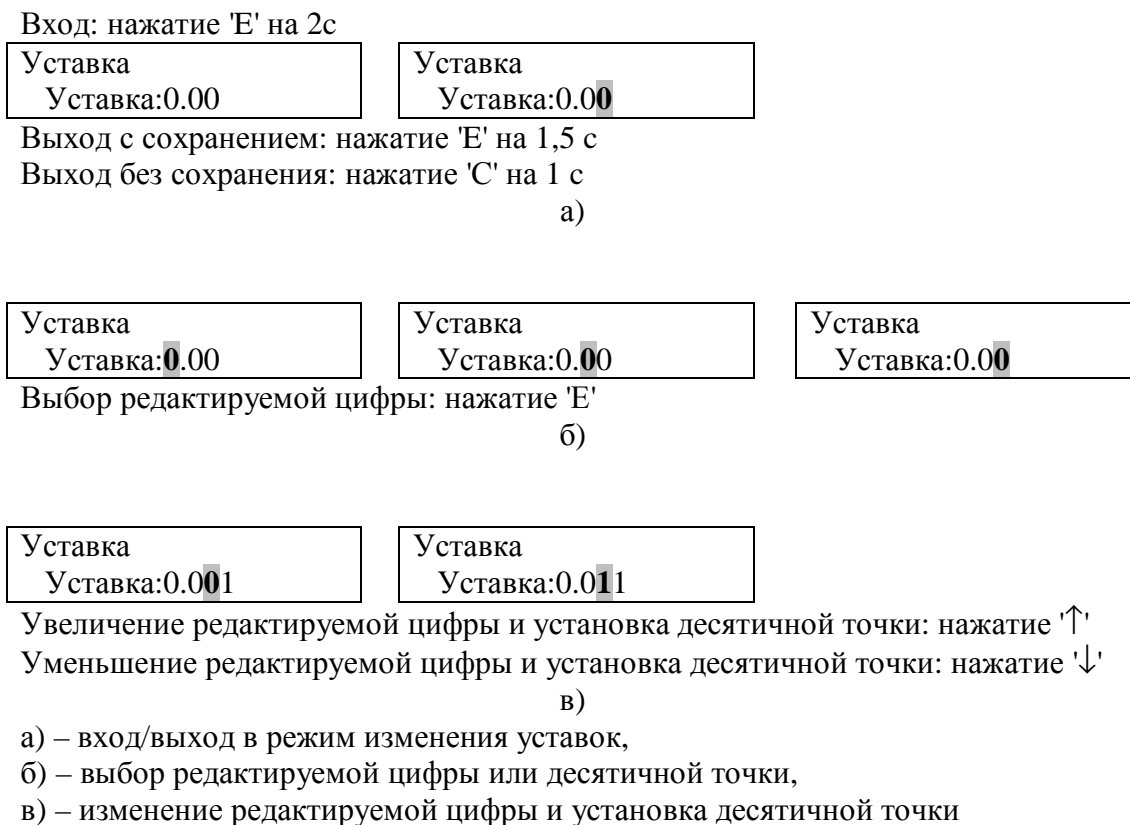 Вход: нажатие 'Е' на 2с
Уставка Уставка
Уставка:0.00 Уставка:0.00
Выход с сохранением: нажатие 'Е' на 1,5 с
Выход без сохранения: нажатие 'С' на 1 с
а)
Уставка Уставка Уставка
Уставка:0.00 Уставка:0.00 Уставка:0.00
Выбор редактируемой цифры: нажатие 'Е'
б)
Уставка Уставка
Уставка:0.001 Уставка:0.011
Увеличение редактируемой цифры и установка десятичной точки: нажатие '↑'
Уменьшение редактируемой цифры и установка десятичной точки: нажатие '↓'
в)
а) – вход/выход в режим изменения уставок,
б) – выбор редактируемой цифры или десятичной точки,
в) – изменение редактируемой цифры и установка десятичной точки